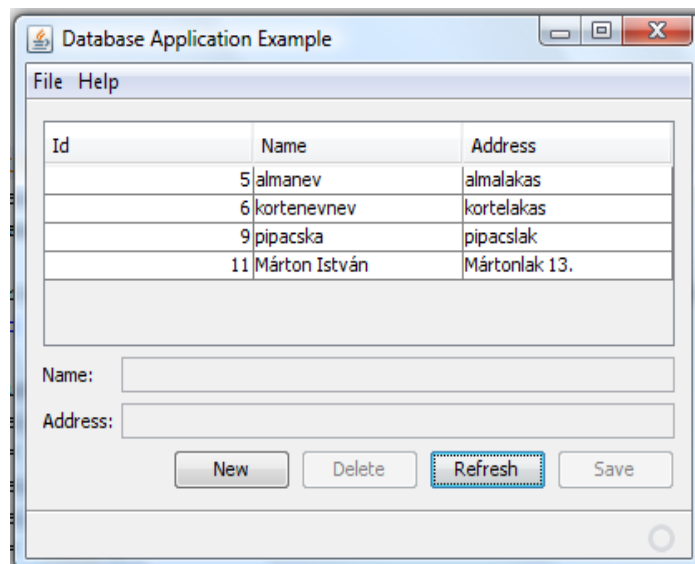 Database Application Example
File Help
Id Name Address
5 almanev almalakas
6 kortenevnev kortelakas
9 pipacska pipacslak
11 Márton István Mártonlak 13.
Name:
Address:
New Delete Refresh Save